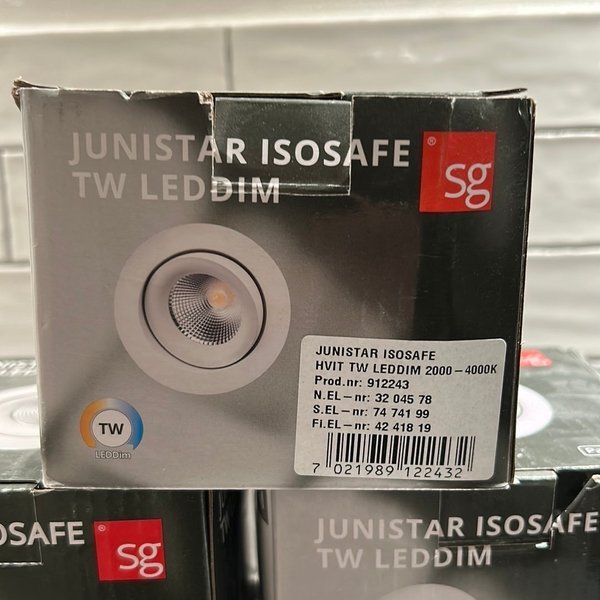 JUNISTAR ISOSAFE
TW LEDDIM
® sg
JUNISTAR ISOSAFE
HVIT TW LEDDIM 2000-4000K
Prod.nr: 912243
N.EL-nr: 32 045 78
S.EL-nr: 74 741 99
FI.EL-nr: 42 418 19
7 021989 122432
TW
LEDDim
OSAFE
® sg
JUNISTAR ISOSAFE
TW LEDDIM